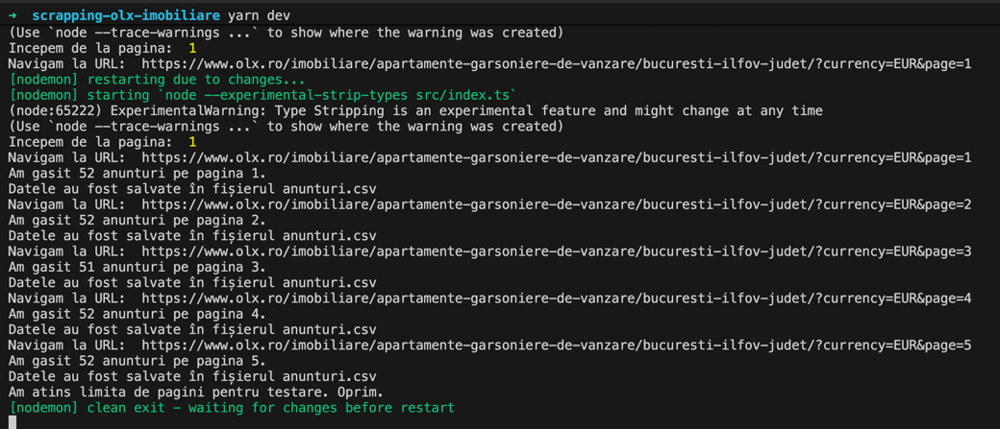 ➜  scrapping-olx-imobiliare yarn dev
(Use `node --trace-warnings ...` to show where the warning was created)
Incepem de la pagina:  1
Navigam la URL:  https://www.olx.ro/imobiliare/apartamente-garsoniere-de-vanzare/bucuresti-ilfov-judet/?currency=EUR&page=1
[nodemon] restarting due to changes...
[nodemon] starting `node --experimental-strip-types src/index.ts`
(node:65222) ExperimentalWarning: Type Stripping is an experimental feature and might change at any time
(Use `node --trace-warnings ...` to show where the warning was created)
Incepem de la pagina:  1
Navigam la URL:  https://www.olx.ro/imobiliare/apartamente-garsoniere-de-vanzare/bucuresti-ilfov-judet/?currency=EUR&page=1
Am gasit 52 anunturi pe pagina 1.
Datele au fost salvate în fișierul anunturi.csv
Navigam la URL:  https://www.olx.ro/imobiliare/apartamente-garsoniere-de-vanzare/bucuresti-ilfov-judet/?currency=EUR&page=2
Am gasit 52 anunturi pe pagina 2.
Datele au fost salvate în fișierul anunturi.csv
Navigam la URL:  https://www.olx.ro/imobiliare/apartamente-garsoniere-de-vanzare/bucuresti-ilfov-judet/?currency=EUR&page=3
Am gasit 51 anunturi pe pagina 3.
Datele au fost salvate în fișierul anunturi.csv
Navigam la URL:  https://www.olx.ro/imobiliare/apartamente-garsoniere-de-vanzare/bucuresti-ilfov-judet/?currency=EUR&page=4
Am gasit 52 anunturi pe pagina 4.
Datele au fost salvate în fișierul anunturi.csv
Navigam la URL:  https://www.olx.ro/imobiliare/apartamente-garsoniere-de-vanzare/bucuresti-ilfov-judet/?currency=EUR&page=5
Am gasit 52 anunturi pe pagina 5.
Datele au fost salvate în fișierul anunturi.csv
Am atins limita de pagini pentru testare. Oprim.
[nodemon] clean exit - waiting for changes before restart